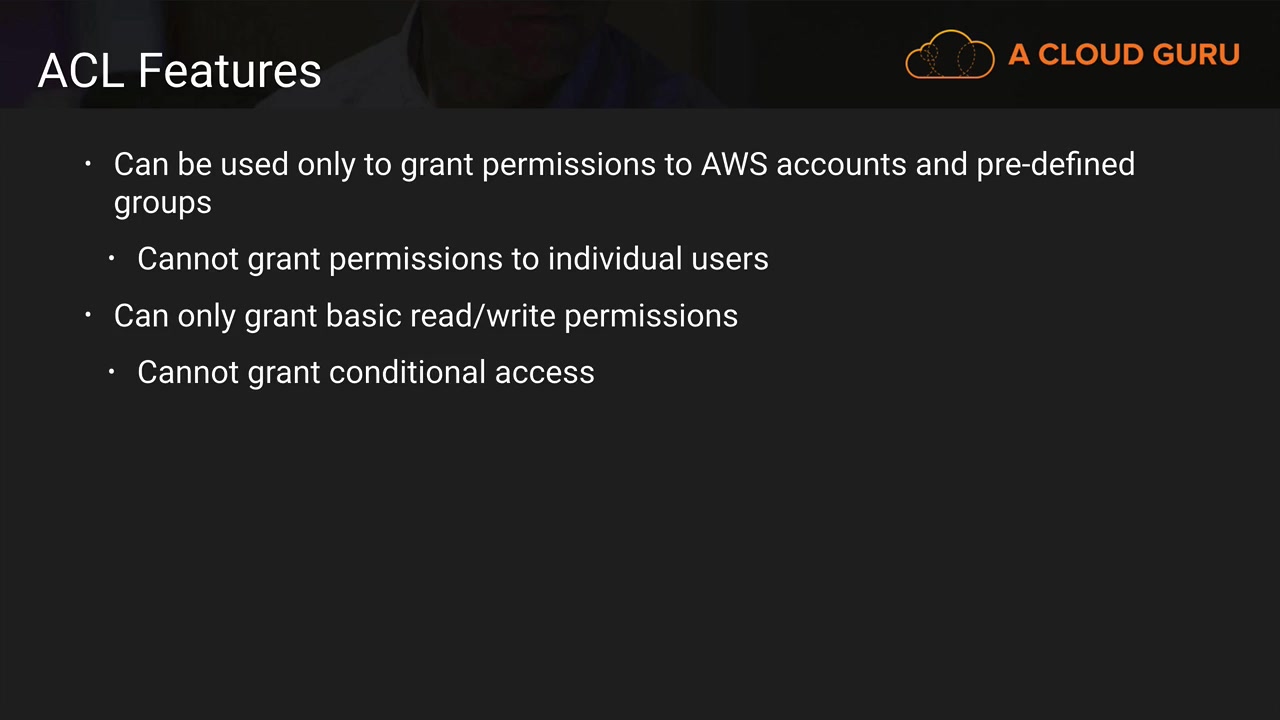 ACL Features
A CLOUD GURU
· Can be used only to grant permissions to AWS accounts and pre-defined
groups
· Cannot grant permissions to individual users
· Can only grant basic read/write permissions
· Cannot grant conditional access